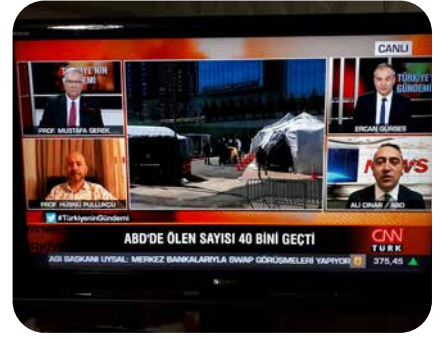 CANLI
TÜRKİYE'NİN
GÜNDEMİ
TÜRKİYE
GÜNDEMİ
PROF. MUSTAFA GEREK
ERCAN GÜRSES
NEWS
PROF. HÜSNÜ PULLUKÇU
ALİ ÇINAR / ABD
#TürkiyeninGündemi
ABD'DE ÖLEN SAYISI 40 BİNİ GEÇTİ
CNN
TÜRK
ASI BAŞKANI UYSAL: MERKEZ BANKALARIYLA SWAP GÖRÜŞMELERİ YAPIYOR
375,45